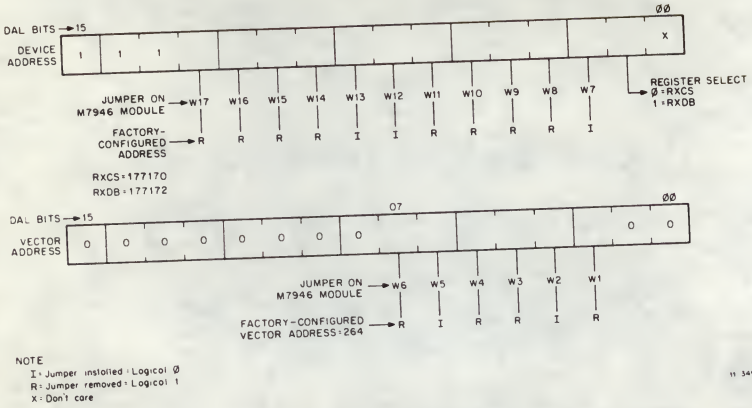 ØØ
DAL BITS → 15
DEVICE ADDRESS 1 1 1 X
JUMPER ON M7946 MODULE → W17 W16 W15 W14 W13 W12 W11 W10 W9 W8 W7
REGISTER SELECT
Ø = RXCS
1 = RXDB
FACTORY-CONFIGURED ADDRESS → R R R R I I R R R R I
RXCS=177170
RXDB=177172
07 ØØ
DAL BITS → 15
VECTOR ADDRESS 0 0 0 0 0 0 0 0 0 0
JUMPER ON M7946 MODULE → W6 W5 W4 W3 W2 W1
FACTORY-CONFIGURED VECTOR ADDRESS=264 → R I R R I R
NOTE
I = Jumper installed = Logical Ø
R = Jumper removed = Logical 1
X = Don't care